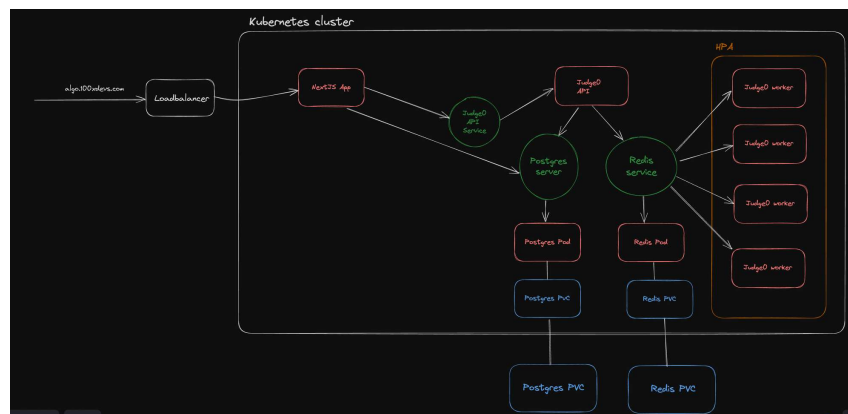 Kubernetes cluster
HPA
algo.100xdevs.com
Loadbalancer
NextJS App
Judge0
API
Service
Judge0
API
Judge0 worker
Judge0 worker
Judge0 worker
Judge0 worker
Postgres
server
Redis
service
Postgres Pod
Redis Pod
Postgres PVC
Redis PVC
Postgres PVC
Redis PVC